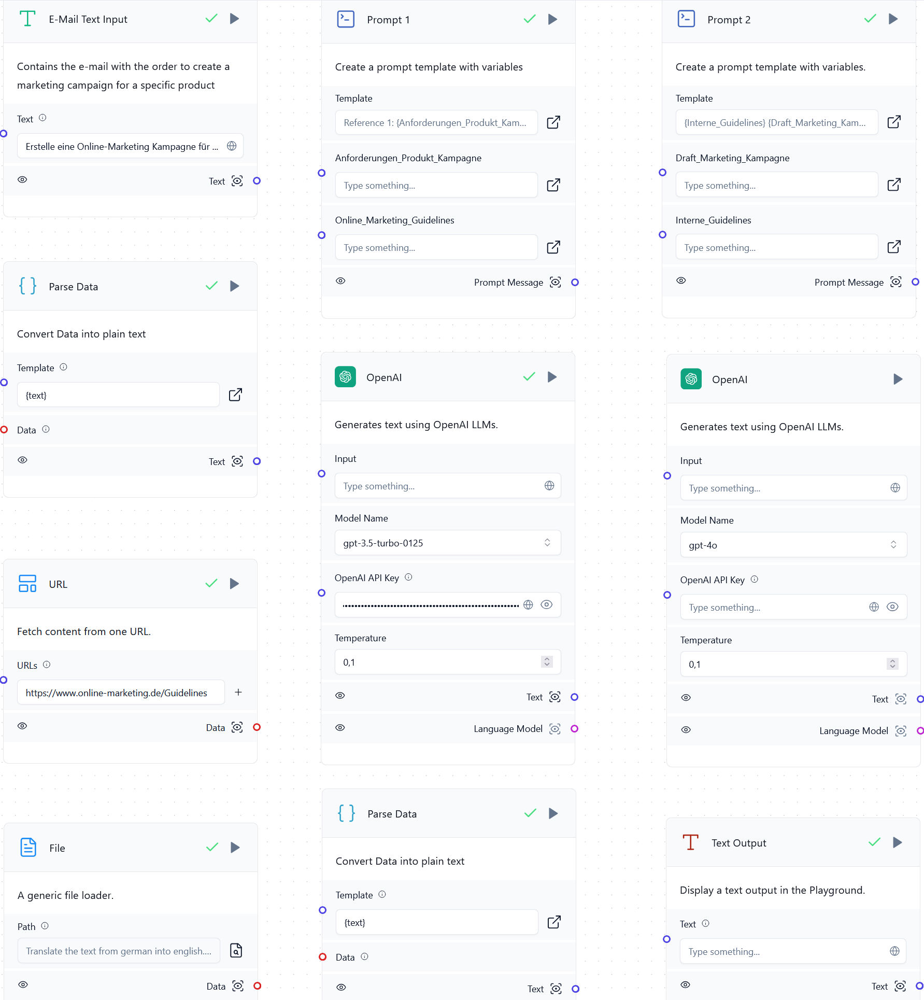 E-Mail Text Input
Contains the e-mail with the order to create a
marketing campaign for a specific product
Text
Erstelle eine Online-Marketing Kampagne für ...
Text
Parse Data
Convert Data into plain text
Template
{text}
Data
Text
URL
Fetch content from one URL.
URLs
https://www.online-marketing.de/Guidelines
+
Data
File
A generic file loader.
Path
Translate the text from german into english....
Data
Prompt 1
Create a prompt template with variables
Template
Reference 1: {Anforderungen_Produkt_Kam...
Anforderungen_Produkt_Kampagne
Type something...
Online_Marketing_Guidelines
Type something...
Prompt Message
OpenAI
Generates text using OpenAI LLMs.
Input
Type something...
Model Name
gpt-3.5-turbo-0125
OpenAI API Key
Temperature
0,1
Text
Language Model
Parse Data
Convert Data into plain text
Template
{text}
Data
Text
Prompt 2
Create a prompt template with variables.
Template
{Interne_Guidelines} {Draft_Marketing_Kam...
Draft_Marketing_Kampagne
Type something...
Interne_Guidelines
Type something...
Prompt Message
OpenAI
Generates text using OpenAI LLMs.
Input
Type something...
Model Name
gpt-4o
OpenAI API Key
Type something...
Temperature
0,1
Text
Language Model
Text Output
Display a text output in the Playground.
Text
Type something...
Text